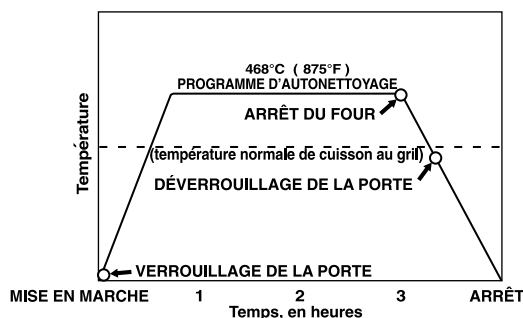 468°C ( 875°F )
PROGRAMME D'AUTONETTOYAGE
ARRÊT DU FOUR
(température normale de cuisson au gril)
DÉVERROUILLAGE DE LA PORTE
Température
VERROUILLAGE DE LA PORTE
MISE EN MARCHE 1 2 3 ARRÊT
Temps, en heures